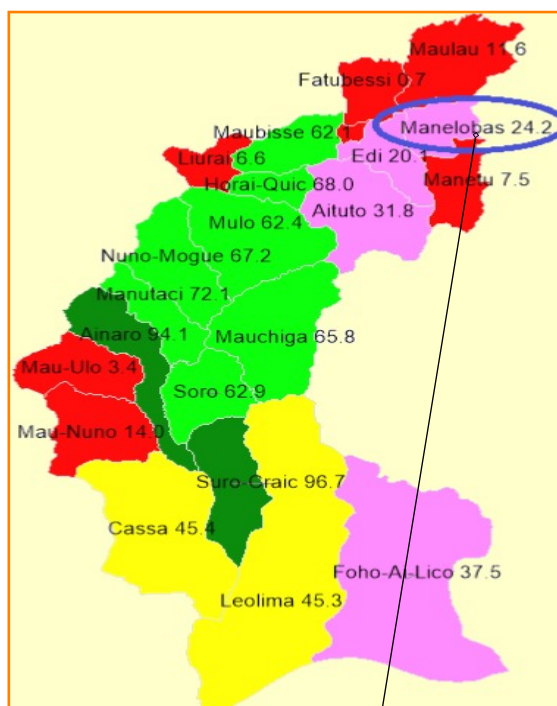 Maulau 11.6
Fatubessi 0.7
Manelobas 24.2
Maubisse 62.1
Edi 20.1
Liurai 6.6
Manetu 7.5
Horai-Quic 68.0
Aituto 31.8
Mulo 62.4
Nuno-Mogue 67.2
Manutaci 72.1
Ainaro 94.1
Mauchiga 65.8
Mau-Ulo 3.4
Soro 62.9
Mau-Nuno 14.0
Suro-Craic 96.7
Cassa 45.4
Foho-Ai-Lico 37.5
Leolima 45.3